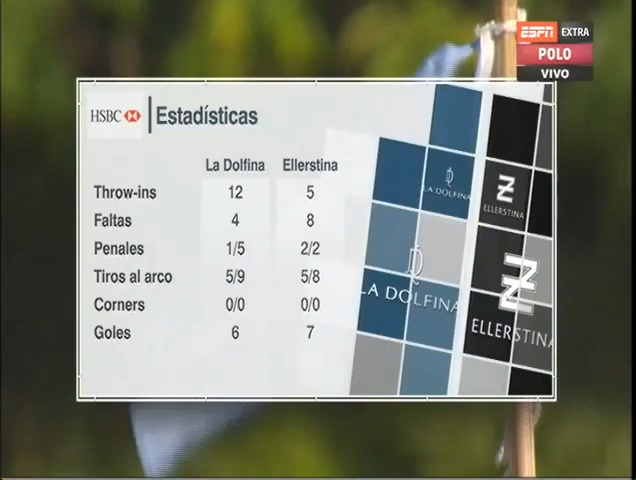 ESPN EXTRA
POLO
VIVO
HSBC Estadísticas
La Dolfina Ellerstina
Throw-ins 12 5
Faltas 4 8
Penales 1/5 2/2
Tiros al arco 5/9 5/8
Corners 0/0 0/0
Goles 6 7
LA DOLFINA
ELLERSTINA
LA DOLFINA
ELLERSTINA